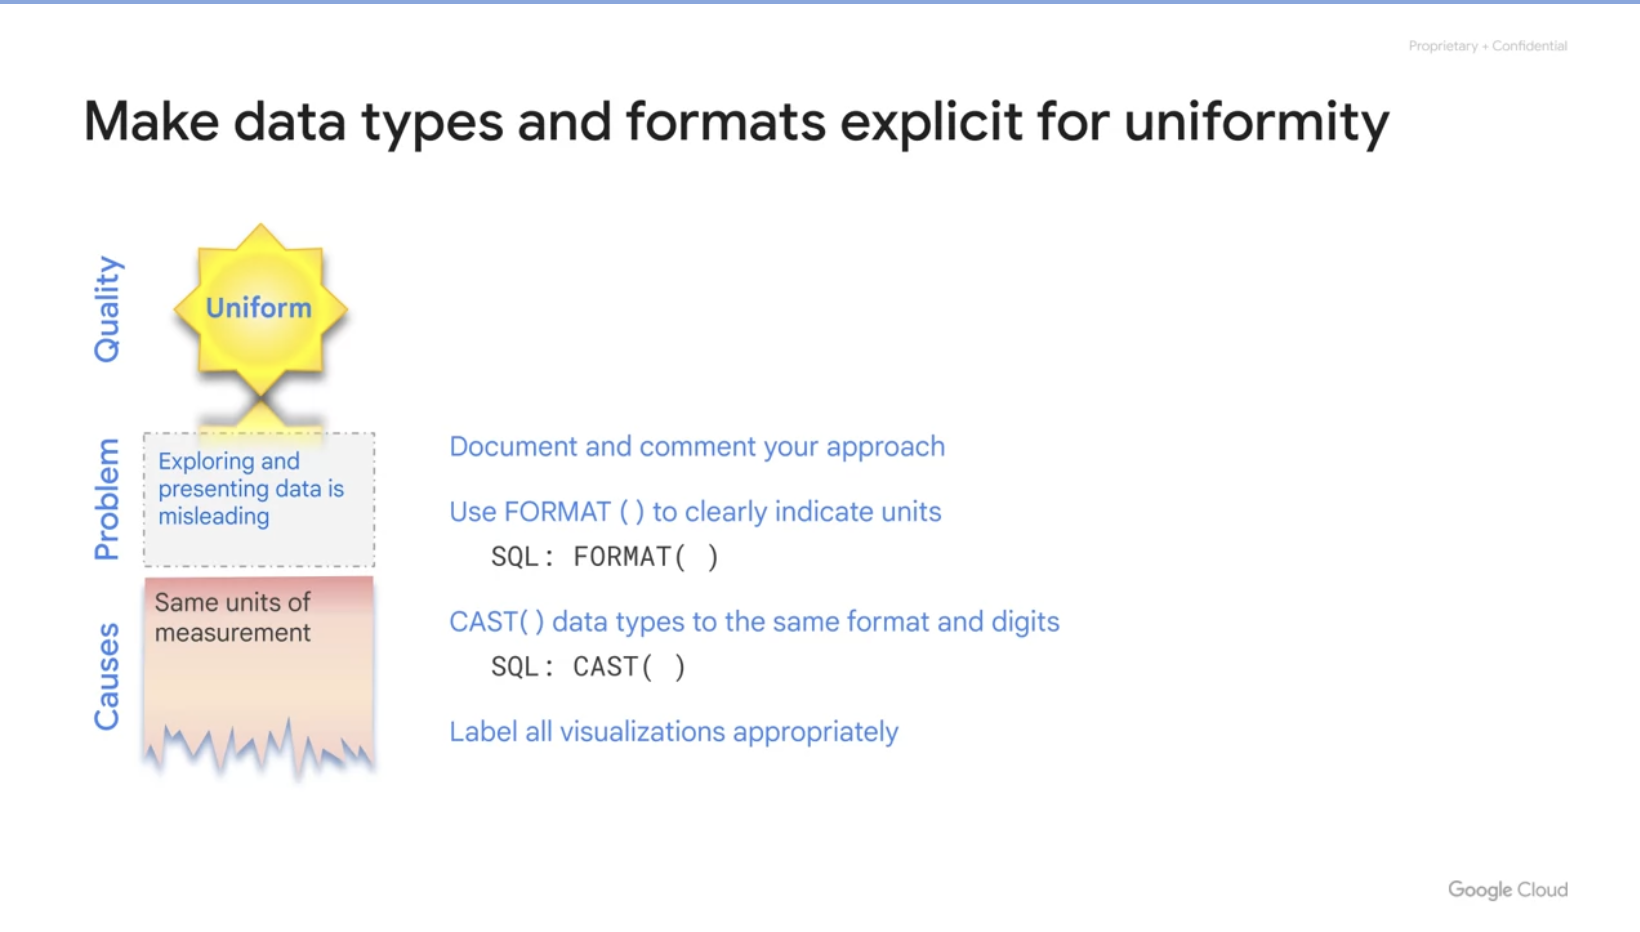 Proprietary + Confidential
Make data types and formats explicit for uniformity
Quality
Uniform
Problem
Exploring and
presenting data is
misleading
Causes
Same units of
measurement
Document and comment your approach
Use FORMAT ( ) to clearly indicate units
SQL: FORMAT( )
CAST( ) data types to the same format and digits
SQL: CAST( )
Label all visualizations appropriately
Google Cloud